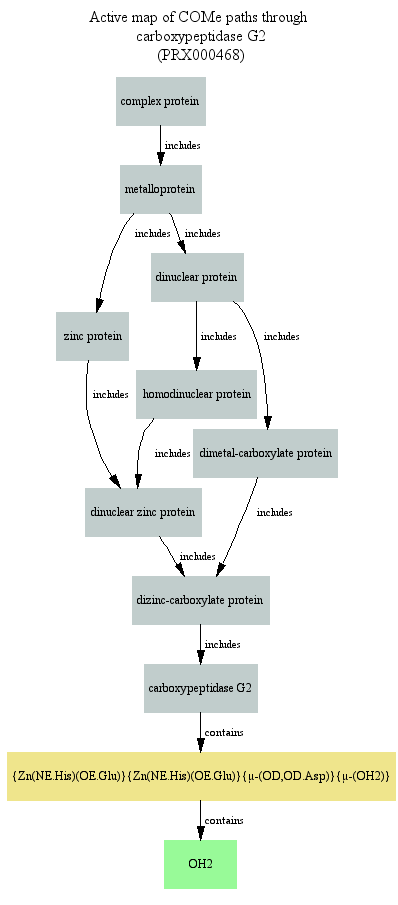 Active map of COMe paths through
carboxypeptidase G2
(PRX000468)
complex protein
includes
metalloprotein
includes
includes
dinuclear protein
zinc protein
includes
includes
homodinuclear protein
includes
includes
dimetal-carboxylate protein
dinuclear zinc protein
includes
includes
dizinc-carboxylate protein
includes
carboxypeptidase G2
contains
{Zn(NE.His)(OE.Glu)}{Zn(NE.His)(OE.Glu)}{µ-(OD,OD.Asp)}{µ-(OH2)}
contains
OH2